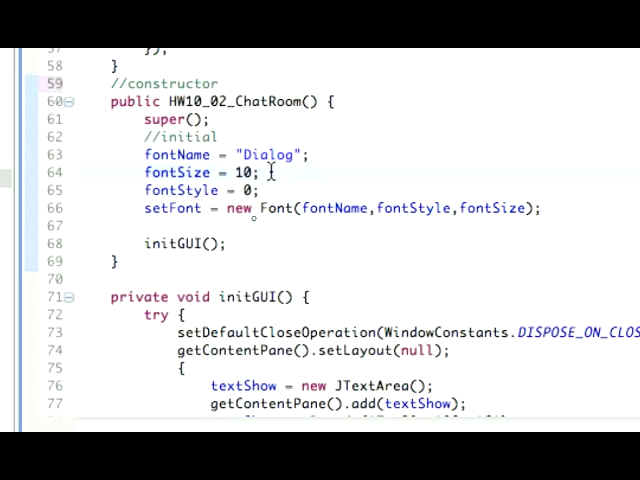 57 });
58 }
59 //constructor
60 public HW10_02_ChatRoom() {
61 super();
62 //initial
63 fontName = "Dialog";
64 fontSize = 10;
65 fontStyle = 0;
66 setFont = new Font(fontName,fontStyle,fontSize);
67
68 initGUI();
69 }
70
71 private void initGUI() {
72 try {
73 setDefaultCloseOperation(WindowConstants.DISPOSE_ON_CLOS
74 getContentPane().setLayout(null);
75 {
76 textShow = new JTextArea();
77 getContentPane().add(textShow);